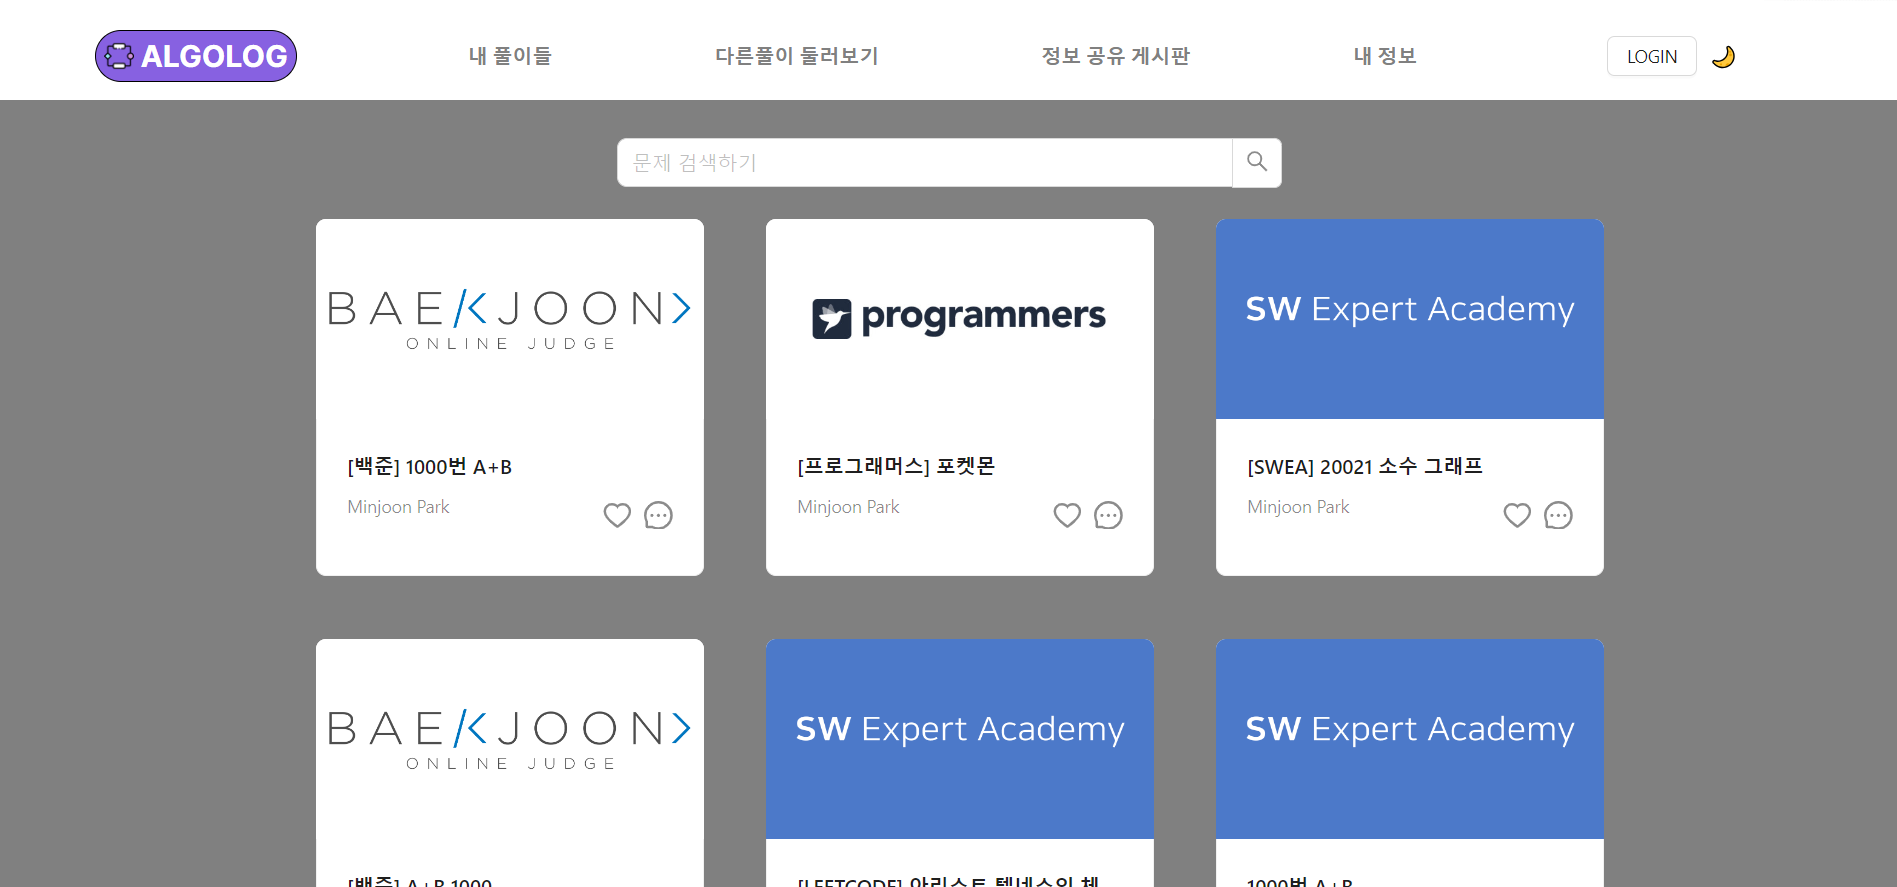 ALGOLOG
내 풀이들
다른풀이 둘러보기
정보 공유 게시판
내 정보
LOGIN
문제 검색하기
BAEKJOON
ONLINE JUDGE
programmers
SW Expert Academy
[백준] 1000번 A+B
Minjoon Park
[프로그래머스] 포켓몬
Minjoon Park
[SWEA] 20021 소수 그래프
Minjoon Park
BAEKJOON
ONLINE JUDGE
SW Expert Academy
SW Expert Academy
[백준] A+B 1000
[LEETCODE] 아리스트 텔네스의 체
1000번 A+B